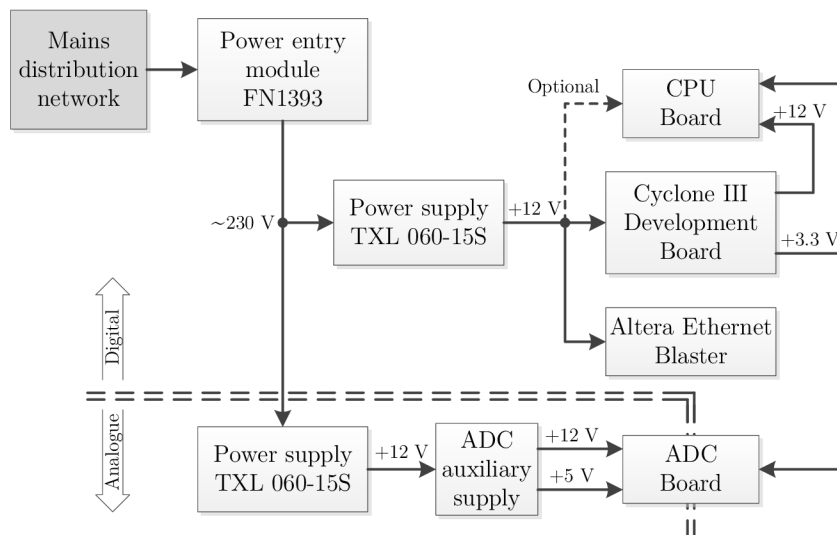 Mains
distribution
network
Power entry
module
FN1393
Optional
CPU
Board
+12 V
~230 V
Power supply
TXL 060-15S
+12 V
Cyclone III
Development
Board
+3.3 V
Altera Ethernet
Blaster
Digital
Analogue
Power supply
TXL 060-15S
+12 V
ADC
auxiliary
supply
+12 V
+5 V
ADC
Board